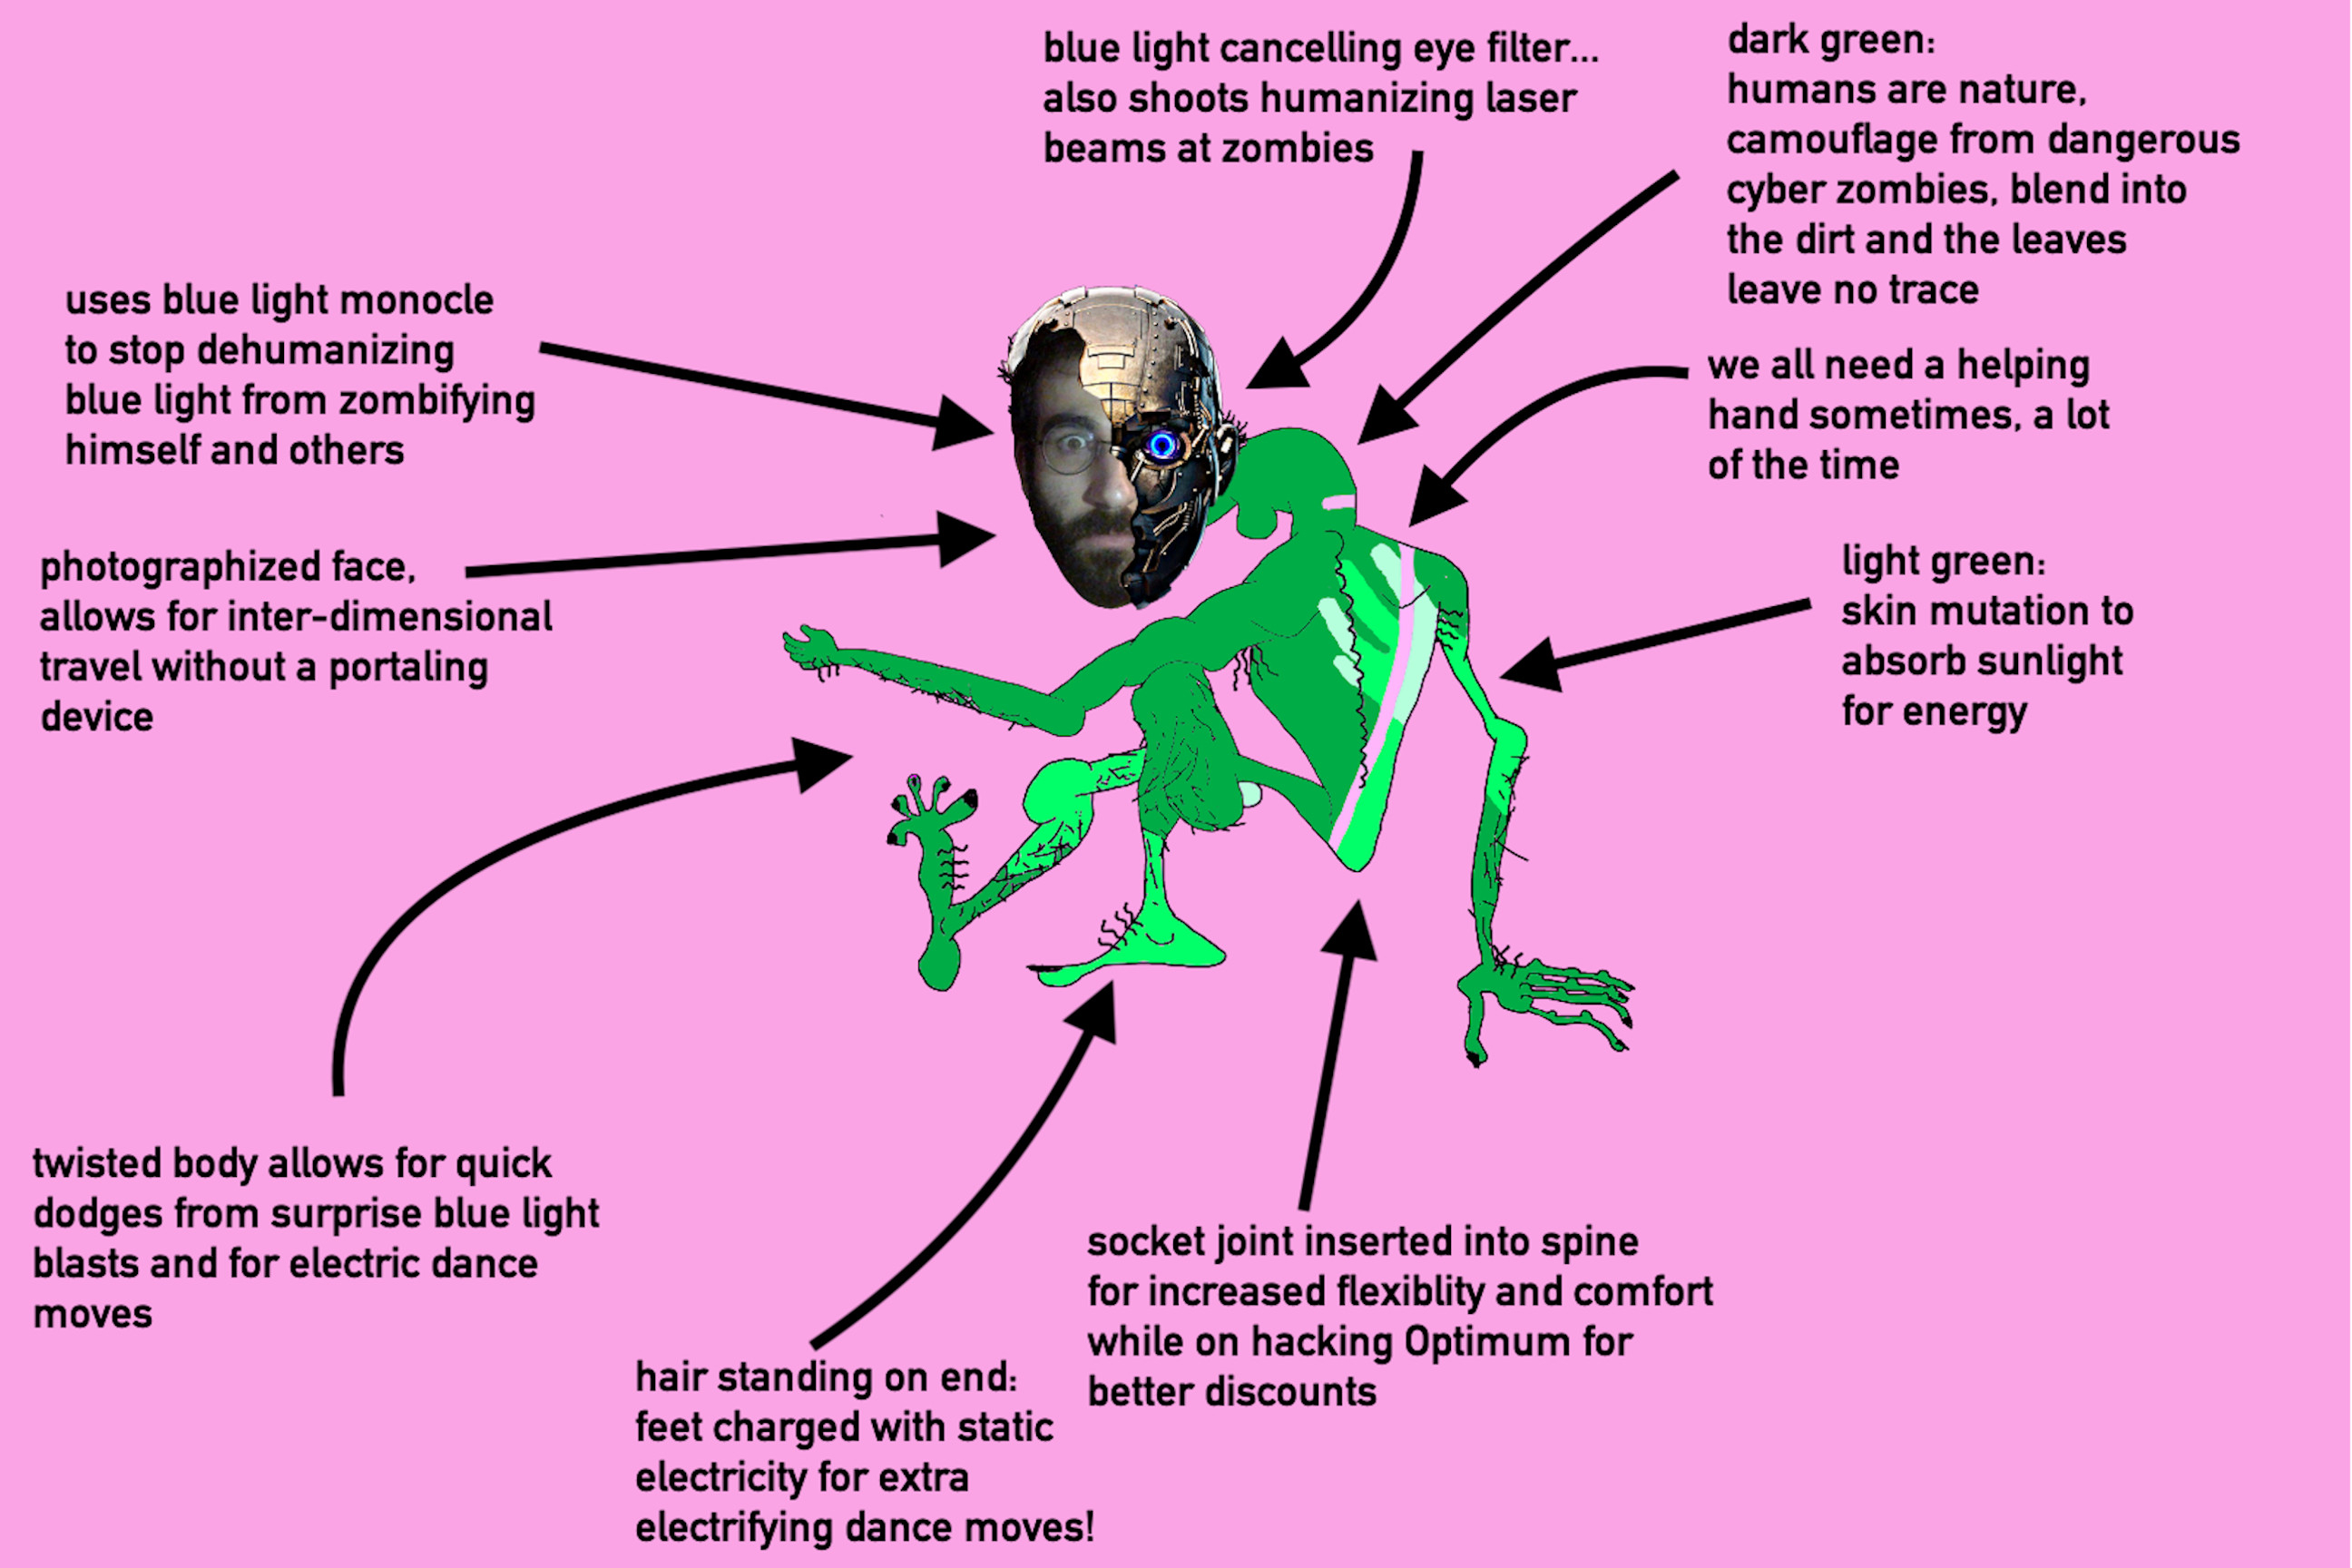 blue light cancelling eye filter...
also shoots humanizing laser
beams at zombies
dark green:
humans are nature,
camouflage from dangerous
cyber zombies, blend into
the dirt and the leaves
leave no trace
uses blue light monocle
to stop dehumanizing
blue light from zombifying
himself and others
we all need a helping
hand sometimes, a lot
of the time
photographized face,
allows for inter-dimensional
travel without a portaling
device
light green:
skin mutation to
absorb sunlight
for energy
twisted body allows for quick
dodges from surprise blue light
blasts and for electric dance
moves
socket joint inserted into spine
for increased flexiblity and comfort
while on hacking Optimum for
better discounts
hair standing on end:
feet charged with static
electricity for extra
electrifying dance moves!